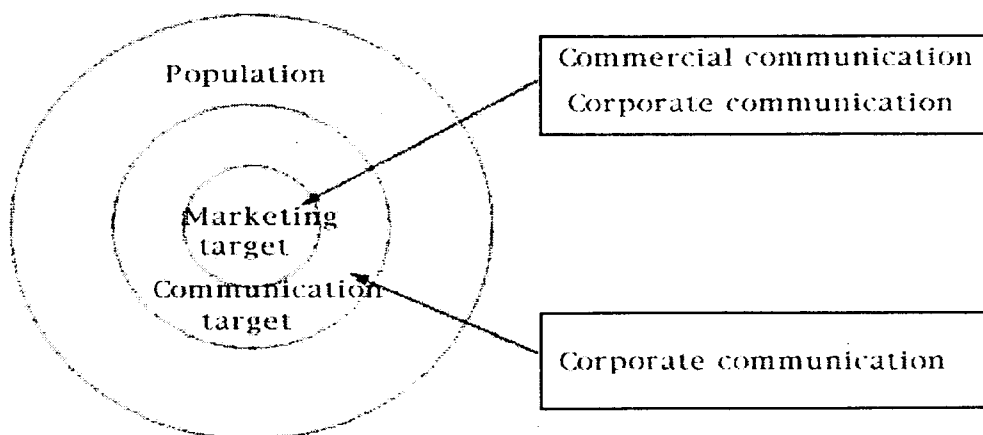 Population
Marketing
target
Communication
target
Commercial communication
Corporate communication
Corporate communication